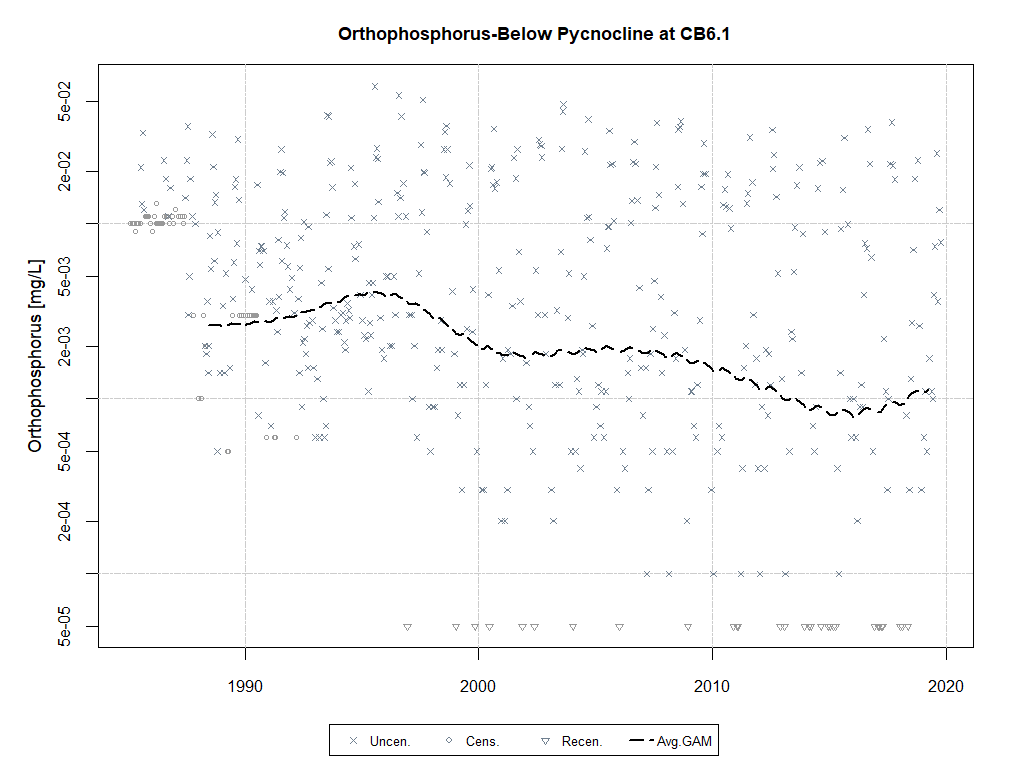 Orthophosphorus-Below Pycnocline at CB6.1
Orthophosphorus [mg/L]
5e-02
2e-02
5e-03
2e-03
5e-04
2e-04
5e-05
1990 2000 2010 2020
Uncen. Cens. Recen. Avg.GAM